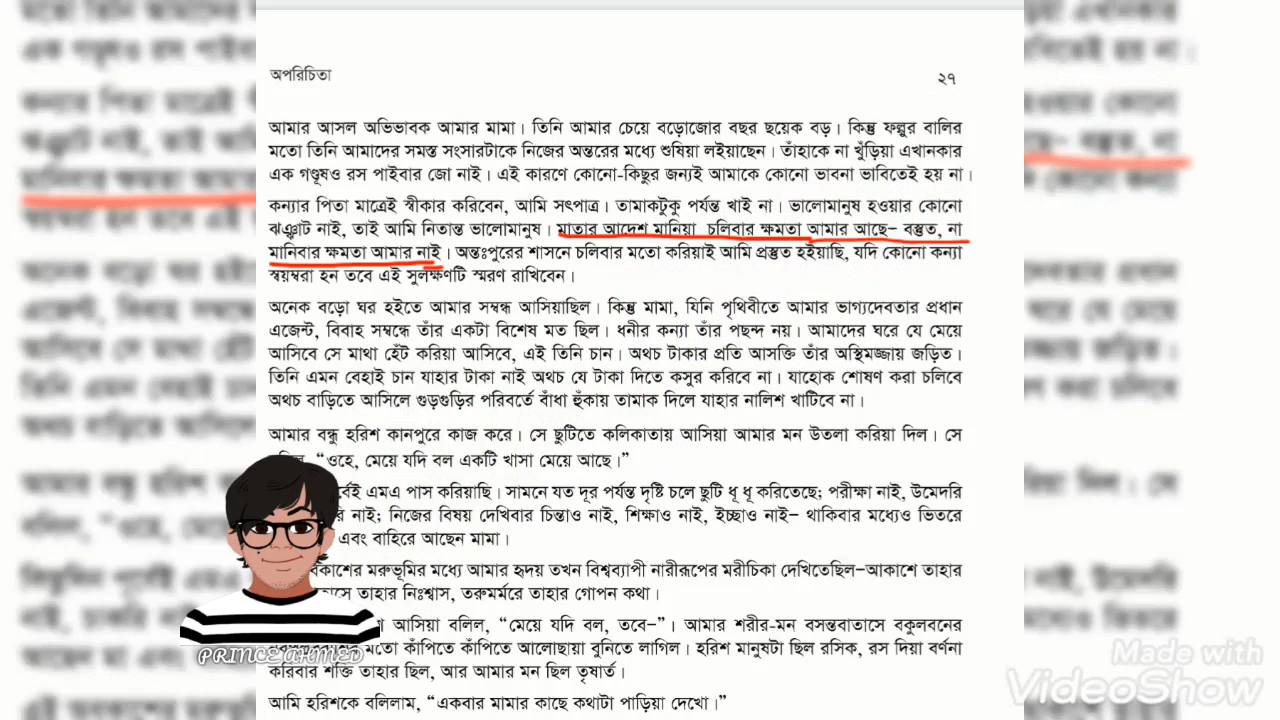 অপরিচিতা
২৭
আমার আসল অভিভাবক আমার মামা। তিনি আমার চেয়ে বড়োজোর বছর ছয়েক বড়। কিন্তু ফল্গুর বালির
মতো তিনি আমাদের সমস্ত সংসারটাকে নিজের অন্তরের মধ্যে শুষিয়া লইয়াছেন। তাঁহাকে না খুঁড়িয়া এখানকার
এক গণ্ডূষও রস পাইবার জো নাই। এই কারণে কোনো-কিছুর জন্যই আমাকে কোনো ভাবনা ভাবিতেই হয় না।
কন্যার পিতা মাত্রেই স্বীকার করিবেন, আমি সৎপাত্র। তামাকটুকু পর্যন্ত খাই না। ভালোমানুষ হওয়ার কোনো
ঝঞ্ঝাট নাই, তাই আমি নিতান্ত ভালোমানুষ। মাতার আদেশ মানিয়া চলিবার ক্ষমতা আমার আছে– বস্তুত, না
মানিবার ক্ষমতা আমার নাই। অন্তঃপুরের শাসনে চলিবার মতো করিয়াই আমি প্রস্তুত হইয়াছি, যদি কোনো কন্যা
স্বয়ম্বরা হন তবে এই সুলক্ষণটি স্মরণ রাখিবেন।
অনেক বড়ো ঘর হইতে আমার সম্বন্ধ আসিয়াছিল। কিন্তু মামা, যিনি পৃথিবীতে আমার ভাগ্যদেবতার প্রধান
এজেন্ট, বিবাহ সম্বন্ধে তাঁর একটা বিশেষ মত ছিল। ধনীর কন্যা তাঁর পছন্দ নয়। আমাদের ঘরে যে মেয়ে
আসিবে সে মাথা হেঁট করিয়া আসিবে, এই তিনি চান। অথচ টাকার প্রতি আসক্তি তাঁর অস্থিমজ্জায় জড়িত।
তিনি এমন বেহাই চান যাহার টাকা নাই অথচ যে টাকা দিতে কসুর করিবে না। যাহোক শোষণ করা চলিবে
অথচ বাড়িতে আসিলে গুড়গুড়ির পরিবর্তে বাঁধা হুঁকায় তামাক দিলে যাহার নালিশ খাটিবে না।
আমার বন্ধু হরিশ কানপুরে কাজ করে। সে ছুটিতে কলিকাতায় আসিয়া আমার মন উতলা করিয়া দিল। সে
“ওহে, মেয়ে যদি বল একটি খাসা মেয়ে আছে।”
এমএ পাস করিয়াছি। সামনে যত দূর পর্যন্ত দৃষ্টি চলে ছুটি ধূ ধূ করিতেছে; পরীক্ষা নাই, উমেদরি
নাই; নিজের বিষয় দেখিবার চিন্তাও নাই, শিক্ষাও নাই, ইচ্ছাও নাই– থাকিবার মধ্যেও ভিতরে
এবং বাহিরে আছেন মামা।
মরুভূমির মধ্যে আমার হৃদয় তখন বিশ্বব্যাপী নারীরূপের মরীচিকা দেখিতেছিল–আকাশে তাহার
তাহার নিঃশ্বাস, তরুমর্মরে তাহার গোপন কথা।
আসিয়া বলিল, “মেয়ে যদি বল, তবে–”। আমার শরীর-মন বসন্তবাতাসে বকুলবনের
মতো কাঁপিতে কাঁপিতে আলোছায়া বুনিতে লাগিল। হরিশ মানুষটা ছিল রসিক, রস দিয়া বর্ণনা
করিবার শক্তি তাহার ছিল, আর আমার মন ছিল তৃষার্ত।
আমি হরিশকে বলিলাম, “একবার মামার কাছে কথাটা পাড়িয়া দেখো।”
PRINCE AHMED
Made with
VideoShow